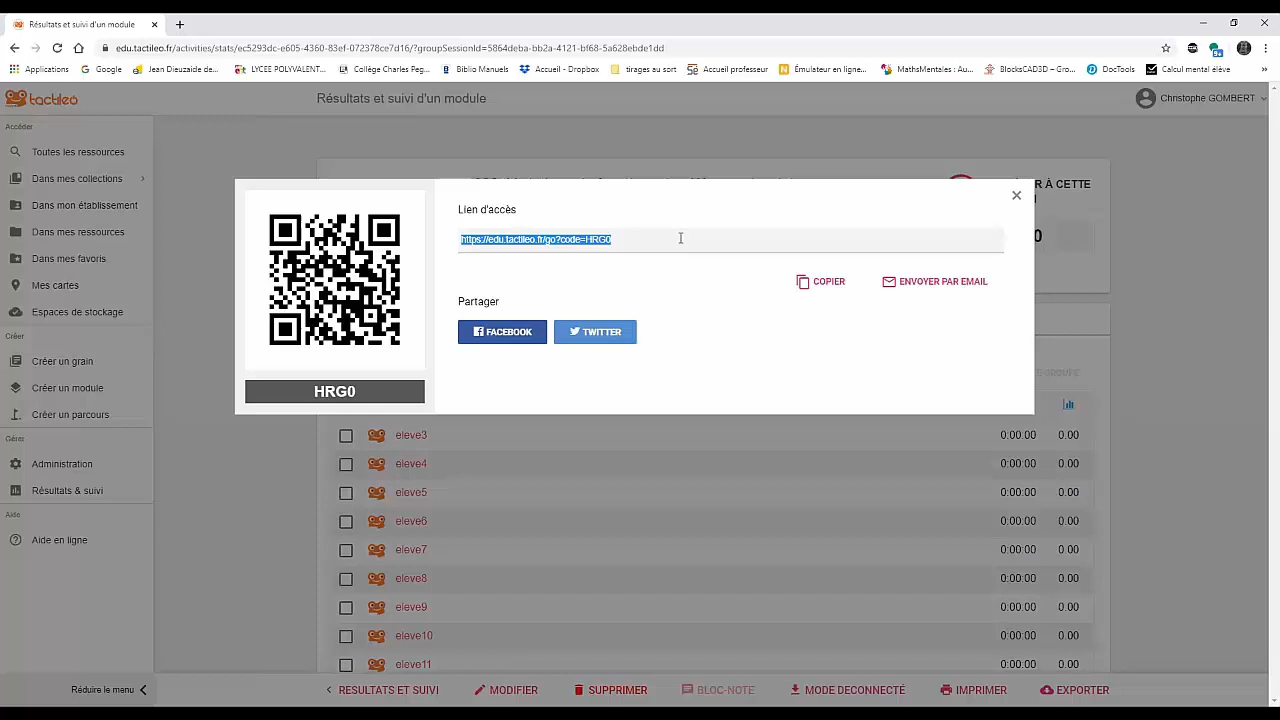 Résultats et suivi d'un module
edu.tactileo.fr/activities/stats/ec5293dc-e605-4360-83ef-072378ce7d16/?groupSessionId=5864deba-bb2a-4121-bf68-5a628ebde1dd
Applications Google Jean Dieuzaide de... LYCEE POLYVALENT... Collège Charles Peg... Biblio Manuels Accueil - Dropbox tirages au sort Accueil professeur Émulateur en ligne... MathsMentales : Au... BlocksCAD3D – Gro... DocTools Calcul mental élève »
tactileo
Résultats et suivi d'un module
Christophe GOMBERT
Accéder
Toutes les ressources
Dans mes collections
Dans mon établissement
Dans mes ressources
Dans mes favoris
Mes cartes
Espaces de stockage
Créer
Créer un grain
Créer un module
Créer un parcours
Gérer
Administration
Résultats & suivi
Aide
Aide en ligne
Réduire le menu
R À CETTE
0
Lien d'accès
https://edu.tactileo.fr/go?code=HRG0
COPIER ENVOYER PAR EMAIL
Partager
FACEBOOK TWITTER
HRG0
E GROUPE
eleve3 0:00:00 0.00
eleve4 0:00:00 0.00
eleve5 0:00:00 0.00
eleve6 0:00:00 0.00
eleve7 0:00:00 0.00
eleve8 0:00:00 0.00
eleve9 0:00:00 0.00
eleve10 0:00:00 0.00
eleve11 0:00:00 0.00
RESULTATS ET SUIVI MODIFIER SUPPRIMER BLOC-NOTE MODE DECONNECTÉ IMPRIMER EXPORTER